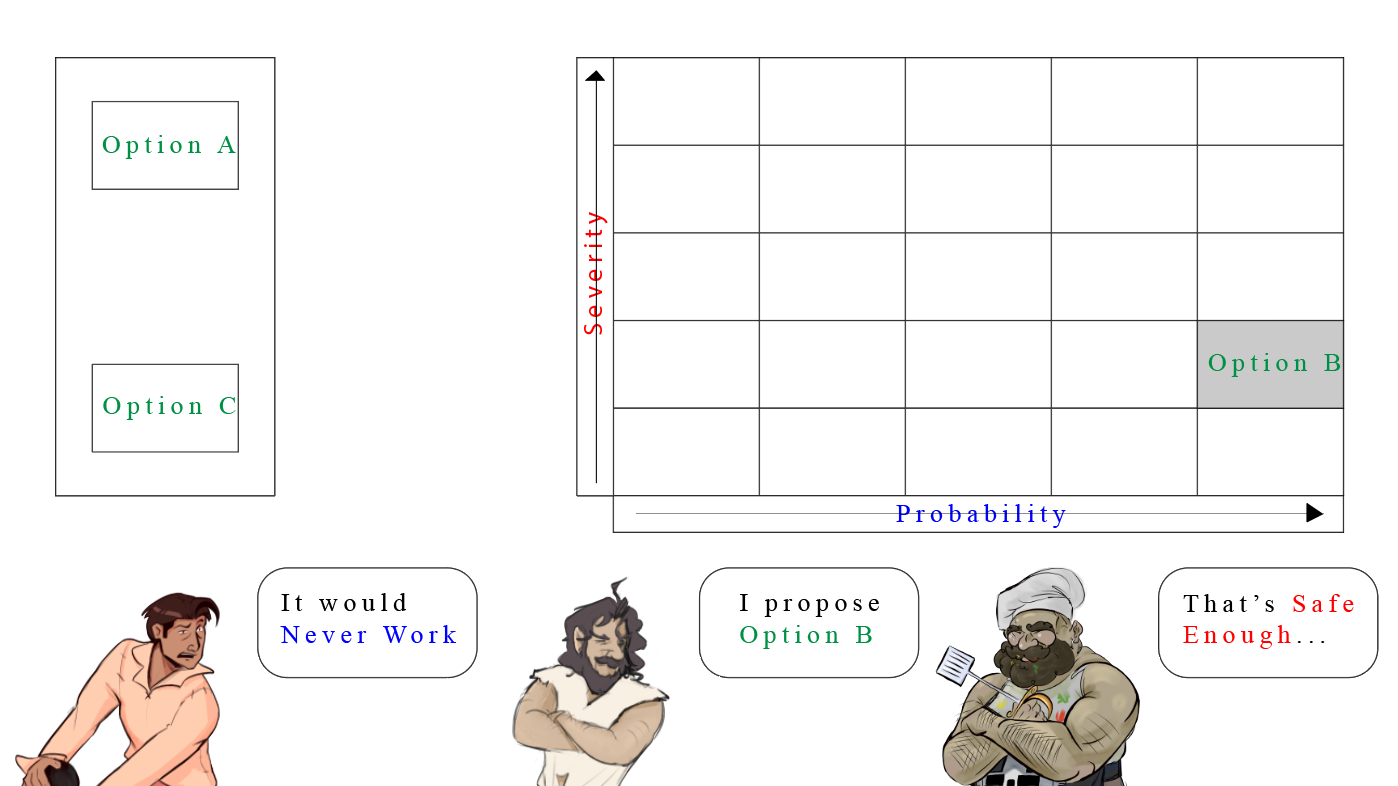 Option A
Option C
Severity
Option B
Probability
It would
Never Work
I propose
Option B
That’s Safe
Enough...